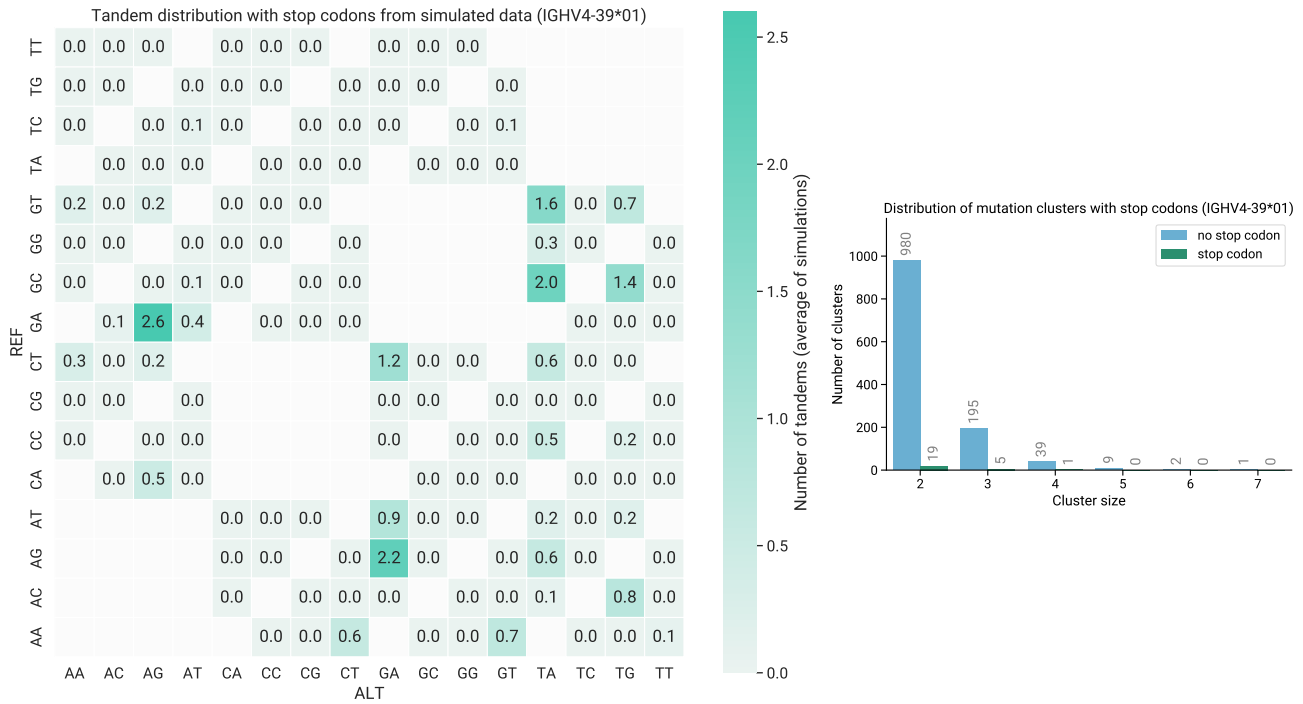 Tandem distribution with stop codons from simulated data (IGHV4-39*01)
TT 0.0 0.0 0.0 0.0 0.0 0.0 0.0 0.0 0.0
TG 0.0 0.0 0.0 0.0 0.0 0.0 0.0 0.0 0.0
TC 0.0 0.0 0.1 0.0 0.0 0.0 0.0 0.0 0.1
TA 0.0 0.0 0.0 0.0 0.0 0.0 0.0 0.0 0.0
GT 0.2 0.0 0.2 0.0 0.0 0.0 1.6 0.0 0.7
GG 0.0 0.0 0.0 0.0 0.0 0.0 0.3 0.0 0.0
GC 0.0 0.0 0.1 0.0 0.0 0.0 2.0 1.4 0.0
GA 0.1 2.6 0.4 0.0 0.0 0.0 0.0 0.0 0.0
CT 0.3 0.0 0.2 1.2 0.0 0.0 0.6 0.0 0.0
CG 0.0 0.0 0.0 0.0 0.0 0.0 0.0 0.0 0.0
CC 0.0 0.0 0.0 0.0 0.0 0.0 0.5 0.2 0.0
CA 0.0 0.5 0.0 0.0 0.0 0.0 0.0 0.0 0.0
AT 0.0 0.0 0.0 0.9 0.0 0.0 0.2 0.0 0.2
AG 0.0 0.0 0.0 2.2 0.0 0.0 0.6 0.0 0.0
AC 0.0 0.0 0.0 0.0 0.0 0.0 0.1 0.8 0.0
AA 0.0 0.0 0.6 0.0 0.0 0.7 0.0 0.0 0.1
AA AC AG AT CA CC CG CT GA GC GG GT TA TC TG TT
ALT
REF
2.5
2.0
1.5
1.0
0.5
0.0
Number of tandems (average of simulations)
Distribution of mutation clusters with stop codons (IGHV4-39*01)
no stop codon
stop codon
1000
800
600
400
200
0
Number of clusters
980 19 195 5 39 1 9 0 2 0 1 0
2 3 4 5 6 7
Cluster size